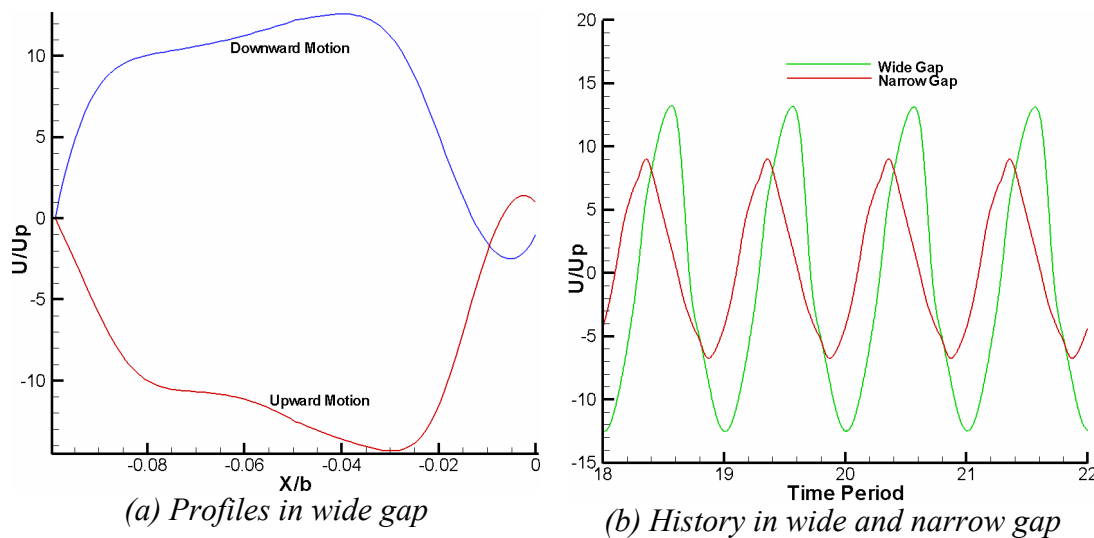 10
5
0
-5
-10
U/Up
Downward Motion
Upward Motion
-0.08
-0.06
-0.04
-0.02
0
X/b
(a) Profiles in wide gap
20
15
10
5
0
-5
-10
-15
U/Up
Wide Gap
Narrow Gap
18
19
20
21
22
Time Period
(b) History in wide and narrow gap